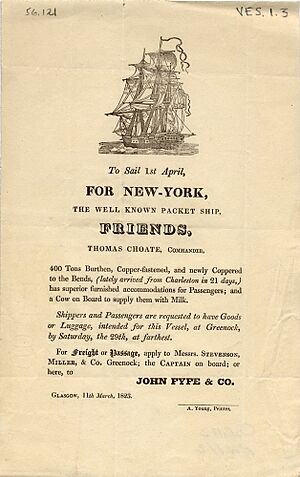 56.121
VES. 1.3
To Sail 1st April,
FOR NEW-YORK,
THE WELL KNOWN PACKET SHIP,
FRIENDS,
THOMAS CHOATE, COMMANDER.
400 Tons Burthen, Copper-fastened, and newly Coppered
to the Bends, (lately arrived from Charleston in 21 days,)
has superior furnished accommodations for Passengers; and
a Cow on Board to supply them with Milk.
Shippers and Passengers are requested to have Goods
or Luggage, intended for this Vessel, at Greenock,
by Saturday, the 29th, at farthest.
For Freight or Passage, apply to Messrs. STEVENSON,
MILLER, & Co. Greenock; the CAPTAIN on board; or
here, to
JOHN FYFE & CO.
GLASGOW, 11th March, 1823.
A. Young, Printer.